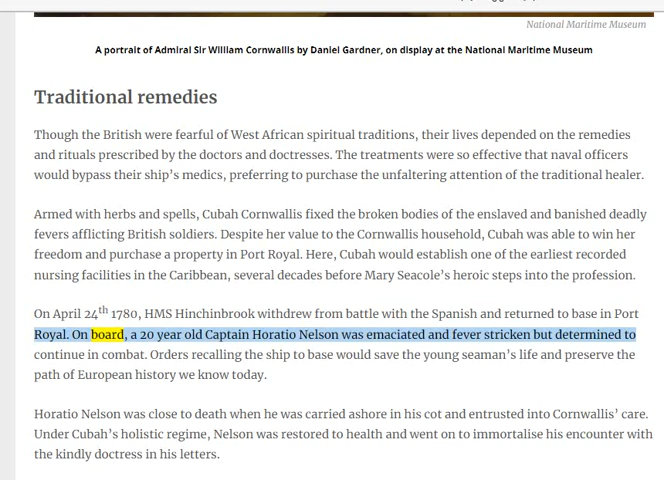 National Maritime Museum
A portrait of Admiral Sir William Cornwallis by Daniel Gardner, on display at the National Maritime Museum
Traditional remedies
Though the British were fearful of West African spiritual traditions, their lives depended on the remedies
and rituals prescribed by the doctors and doctresses. The treatments were so effective that naval officers
would bypass their ship's medics, preferring to purchase the unfaltering attention of the traditional healer.
Armed with herbs and spells, Cubah Cornwallis fixed the broken bodies of the enslaved and banished deadly
fevers afflicting British soldiers. Despite her value to the Cornwallis household, Cubah was able to win her
freedom and purchase a property in Port Royal. Here, Cubah would establish one of the earliest recorded
nursing facilities in the Caribbean, several decades before Mary Seacole's heroic steps into the profession.
On April 24th 1780, HMS Hinchinbrook withdrew from battle with the Spanish and returned to base in Port
Royal. On board, a 20 year old Captain Horatio Nelson was emaciated and fever stricken but determined to
continue in combat. Orders recalling the ship to base would save the young seaman's life and preserve the
path of European history we know today.
Horatio Nelson was close to death when he was carried ashore in his cot and entrusted into Cornwallis' care.
Under Cubah's holistic regime, Nelson was restored to health and went on to immortalise his encounter with
the kindly doctress in his letters.